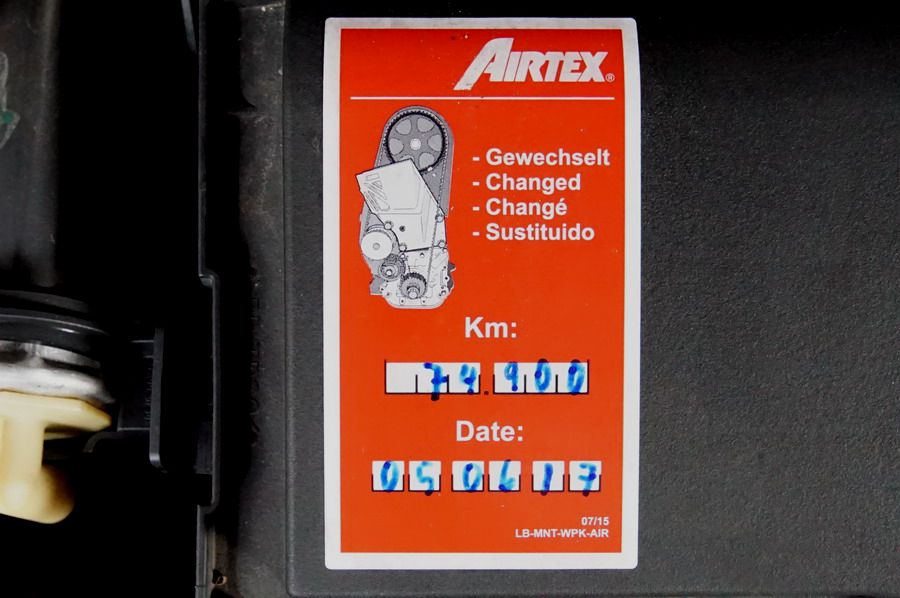 AIRTEX®
- Gewechselt
- Changed
- Changé
- Sustituido
Km:
74.900
Date:
05 06 17
07/15
LB-MNT-WPK-AIR